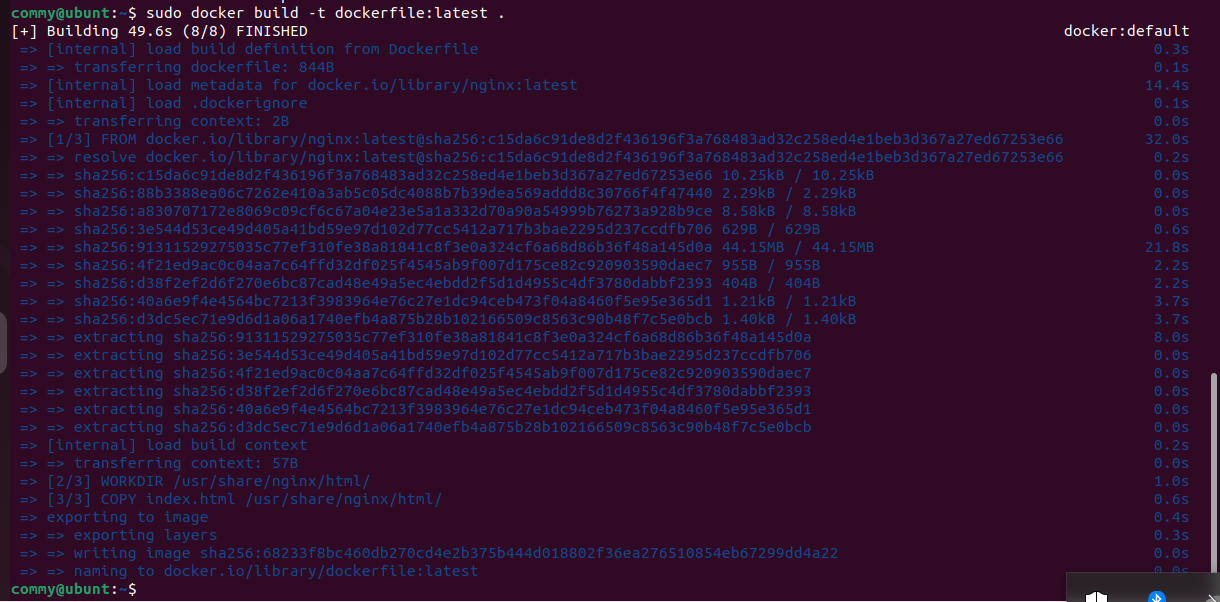 commy@ubunt:~$ sudo docker build -t dockerfile:latest .
[+] Building 49.6s (8/8) FINISHED docker:default
=> [internal] load build definition from Dockerfile 0.3s
=> => transferring dockerfile: 844B 0.1s
=> [internal] load metadata for docker.io/library/nginx:latest 14.4s
=> [internal] load .dockerignore 0.1s
=> => transferring context: 2B 0.0s
=> [1/3] FROM docker.io/library/nginx:latest@sha256:c15da6c91de8d2f436196f3a768483ad32c258ed4e1beb3d367a27ed67253e66 32.0s
=> => resolve docker.io/library/nginx:latest@sha256:c15da6c91de8d2f436196f3a768483ad32c258ed4e1beb3d367a27ed67253e66 0.2s
=> => sha256:c15da6c91de8d2f436196f3a768483ad32c258ed4e1beb3d367a27ed67253e66 10.25kB / 10.25kB 0.0s
=> => sha256:88b3388ea06c7262e410a3ab5c05dc4088b7b39dea569addd8c30766f4f47440 2.29kB / 2.29kB 0.0s
=> => sha256:a830707172e8069c09cf6c67a04e23e5a1a332d70a90a54999b76273a928b9ce 8.58kB / 8.58kB 0.0s
=> => sha256:3e544d53ce49d405a41bd59e97d102d77cc5412a717b3bae2295d237ccdfb706 629B / 629B 0.6s
=> => sha256:91311529275035c77ef310fe38a81841c8f3e0a324cf6a68d86b36f48a145d0a 44.15MB / 44.15MB 21.8s
=> => sha256:4f21ed9ac0c04aa7c64ffd32df025f4545ab9f007d175ce82c920903590daec7 955B / 955B 2.2s
=> => sha256:d38f2ef2d6f270e6bc87cad48e49a5ec4ebdd2f5d1d4955c4df3780dabbf2393 404B / 404B 2.2s
=> => sha256:40a6e9f4e4564bc7213f3983964e76c27e1dc94ceb473f04a8460f5e95e365d1 1.21kB / 1.21kB 3.7s
=> => sha256:d3dc5ec71e9d6d1a06a1740efb4a875b28b102166509c8563c90b48f7c5e0bcb 1.40kB / 1.40kB 3.7s
=> => extracting sha256:91311529275035c77ef310fe38a81841c8f3e0a324cf6a68d86b36f48a145d0a 8.0s
=> => extracting sha256:3e544d53ce49d405a41bd59e97d102d77cc5412a717b3bae2295d237ccdfb706 0.0s
=> => extracting sha256:4f21ed9ac0c04aa7c64ffd32df025f4545ab9f007d175ce82c920903590daec7 0.0s
=> => extracting sha256:d38f2ef2d6f270e6bc87cad48e49a5ec4ebdd2f5d1d4955c4df3780dabbf2393 0.0s
=> => extracting sha256:40a6e9f4e4564bc7213f3983964e76c27e1dc94ceb473f04a8460f5e95e365d1 0.0s
=> => extracting sha256:d3dc5ec71e9d6d1a06a1740efb4a875b28b102166509c8563c90b48f7c5e0bcb 0.0s
=> [internal] load build context 0.2s
=> => transferring context: 57B 0.0s
=> [2/3] WORKDIR /usr/share/nginx/html/ 1.0s
=> [3/3] COPY index.html /usr/share/nginx/html/ 0.6s
=> exporting to image 0.4s
=> => exporting layers 0.3s
=> => writing image sha256:68233f8bc460db270cd4e2b375b444d018802f36ea276510854eb67299dd4a22 0.0s
=> => naming to docker.io/library/dockerfile:latest 0.0s
commy@ubunt:~$